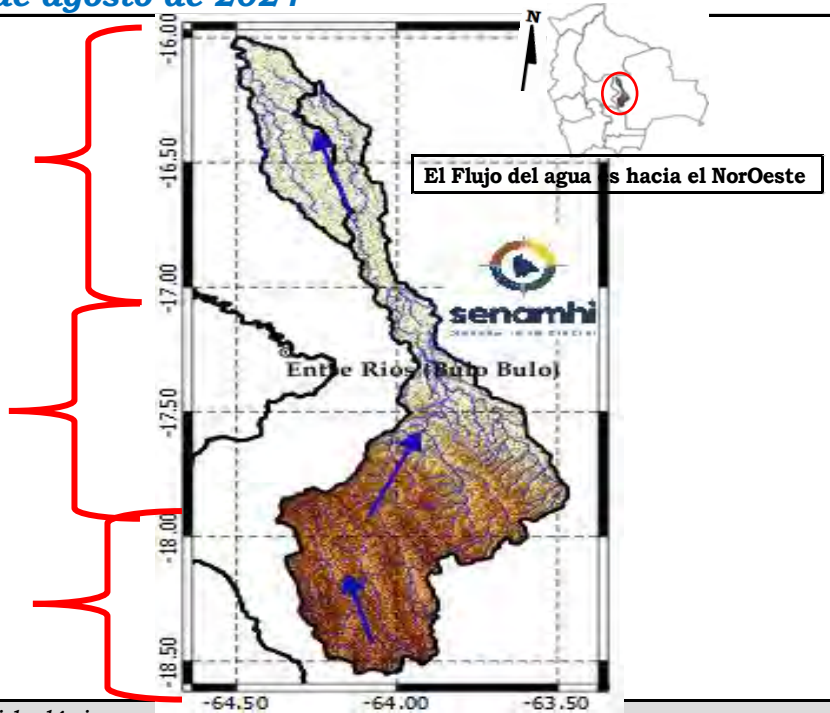 de agosto de 2024
N
-16.00
-16.50
El Flujo del agua es hacia el NorOeste
-17.00
senamhi
Entre Rios (Bulo Bulo)
-17.50
-18.00
-18.50
-64.50 -64.00 -63.50